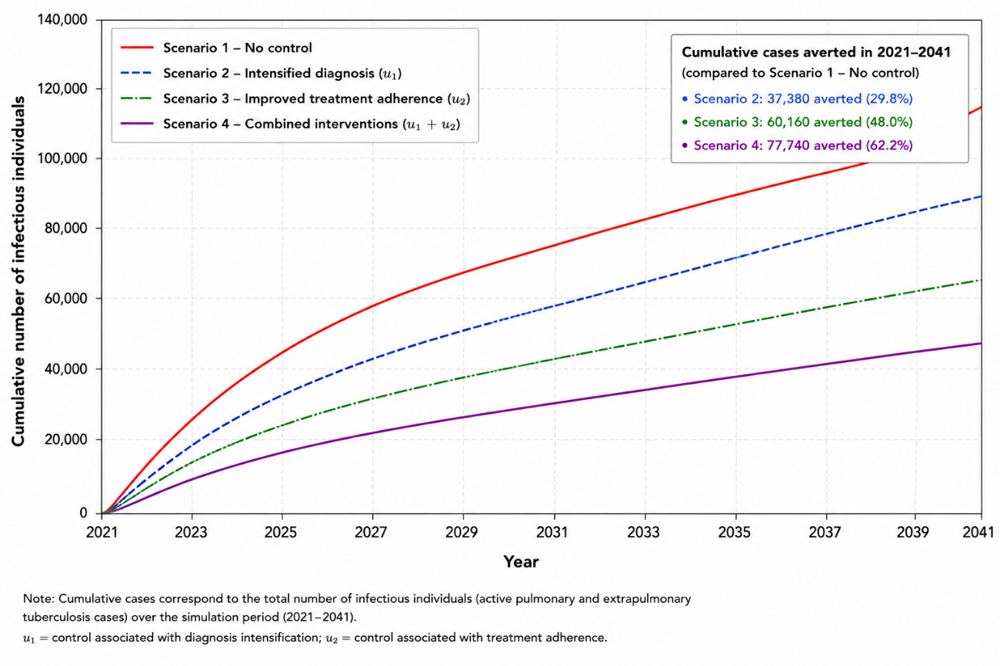 140,000
120,000
100,000
80,000
60,000
40,000
20,000
0
Cumulative number of infectious individuals
Scenario 1 – No control
Scenario 2 – Intensified diagnosis (u₁)
Scenario 3 – Improved treatment adherence (u₂)
Scenario 4 – Combined interventions (u₁ + u₂)
Cumulative cases averted in 2021–2041
(compared to Scenario 1 – No control)
• Scenario 2: 37,380 averted (29.8%)
• Scenario 3: 60,160 averted (48.0%)
• Scenario 4: 77,740 averted (62.2%)
2021 2023 2025 2027 2029 2031 2033 2035 2037 2039 2041
Year
Note: Cumulative cases correspond to the total number of infectious individuals (active pulmonary and extrapulmonary
tuberculosis cases) over the simulation period (2021–2041).
u₁ = control associated with diagnosis intensification; u₂ = control associated with treatment adherence.